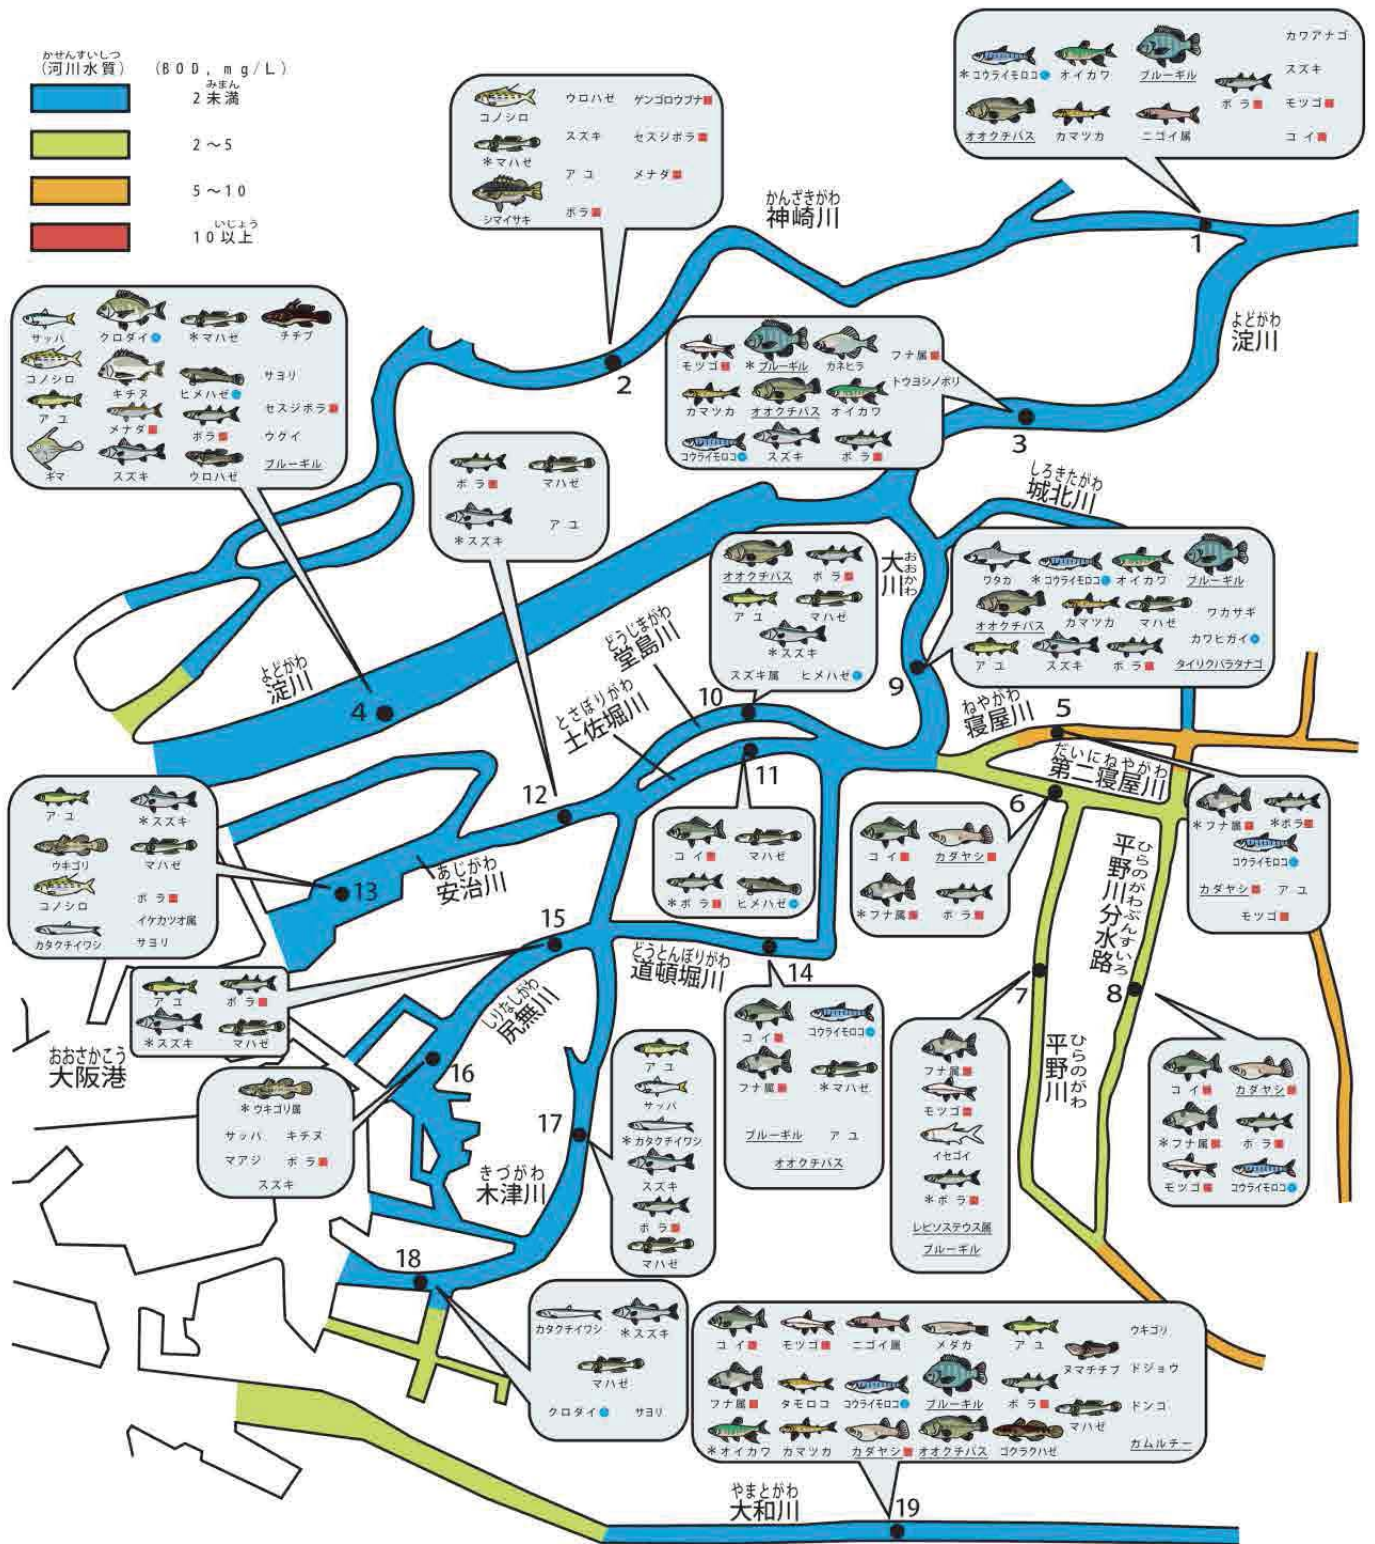 かせんすいしつ
(河川水質) (BOD, mg/L)
みまん
2未満
2～5
5～10
いじょう
10以上
コノシロ ウロハゼ ゲンゴロウブナ
*マハゼ スズキ セスジボラ
シマイサキ アユ メナダ
ボラ
*コウライモロコ オイカワ ブルーギル カワアナゴ
オオクチバス カマツカ ニゴイ属 ボラ スズキ
モツゴ
コイ
かんざきがわ
神崎川
1
よどがわ
淀川
2
サッパ クロダイ *マハゼ チチブ
コノシロ キチヌ ヒメハゼ サヨリ
アユ メナダ ボラ セスジボラ
ギマ スズキ ウロハゼ ウグイ
ブルーギル
モツゴ *ブルーギル カネヒラ フナ属
カマツカ オオクチバス オイカワ トウヨシノボリ
コウライモロコ スズキ ボラ
3
しろきたがわ
城北川
ボラ マハゼ
*スズキ アユ
オオクチバス ボラ
アユ マハゼ
*スズキ
スズキ属 ヒメハゼ
おおかわ
大川
ワタカ *コウライモロコ オイカワ ブルーギル
オオクチバス カマツカ マハゼ ワカサギ
アユ スズキ ボラ カワヒガイ
タイリクバラタナゴ
9
よどがわ
淀川
4
どうじまがわ
堂島川
とさぼりがわ
土佐堀川
10
11
12
ねやがわ
寝屋川
5
だいにねやがわ
第二寝屋川
6
アユ *スズキ
ウキゴリ マハゼ
コノシロ ボラ
カタクチイワシ イケカツオ属
サヨリ
13
あじがわ
安治川
コイ マハゼ
*ボラ ヒメハゼ
コイ カダヤシ
*フナ属 ボラ
*フナ属 *ボラ
コウライモロコ
カダヤシ アユ
モツゴ
ひらのがわぶんすいろ
平野川分水路
15
どうとんぼりがわ
道頓堀川
14
7
8
アユ ボラ
*スズキ マハゼ
しりなしがわ
尻無川
おおさかこう
大阪港
16
*ウキゴリ属
サッパ キチヌ
マアジ ボラ
スズキ
アユ
サッパ
*カタクチイワシ
スズキ
ボラ
マハゼ
17
きづがわ
木津川
コイ コウライモロコ
フナ属 *マハゼ
ブルーギル アユ
オオクチバス
フナ属
モツゴ
イセゴイ
*ボラ
レピソステウス属
ブルーギル
ひらのがわ
平野川
コイ カダヤシ
*フナ属 ボラ
モツゴ コウライモロコ
18
カタクチイワシ *スズキ
マハゼ
クロダイ サヨリ
コイ モツゴ ニゴイ属 メダカ アユ ウキゴリ
フナ属 タモロコ コウライモロコ ブルーギル ボラ ヌマチチブ ドジョウ
*オイカワ カマツカ カダヤシ オオクチバス ゴクラクハゼ マハゼ ドンコ
カムルチー
やまとがわ
大和川
19